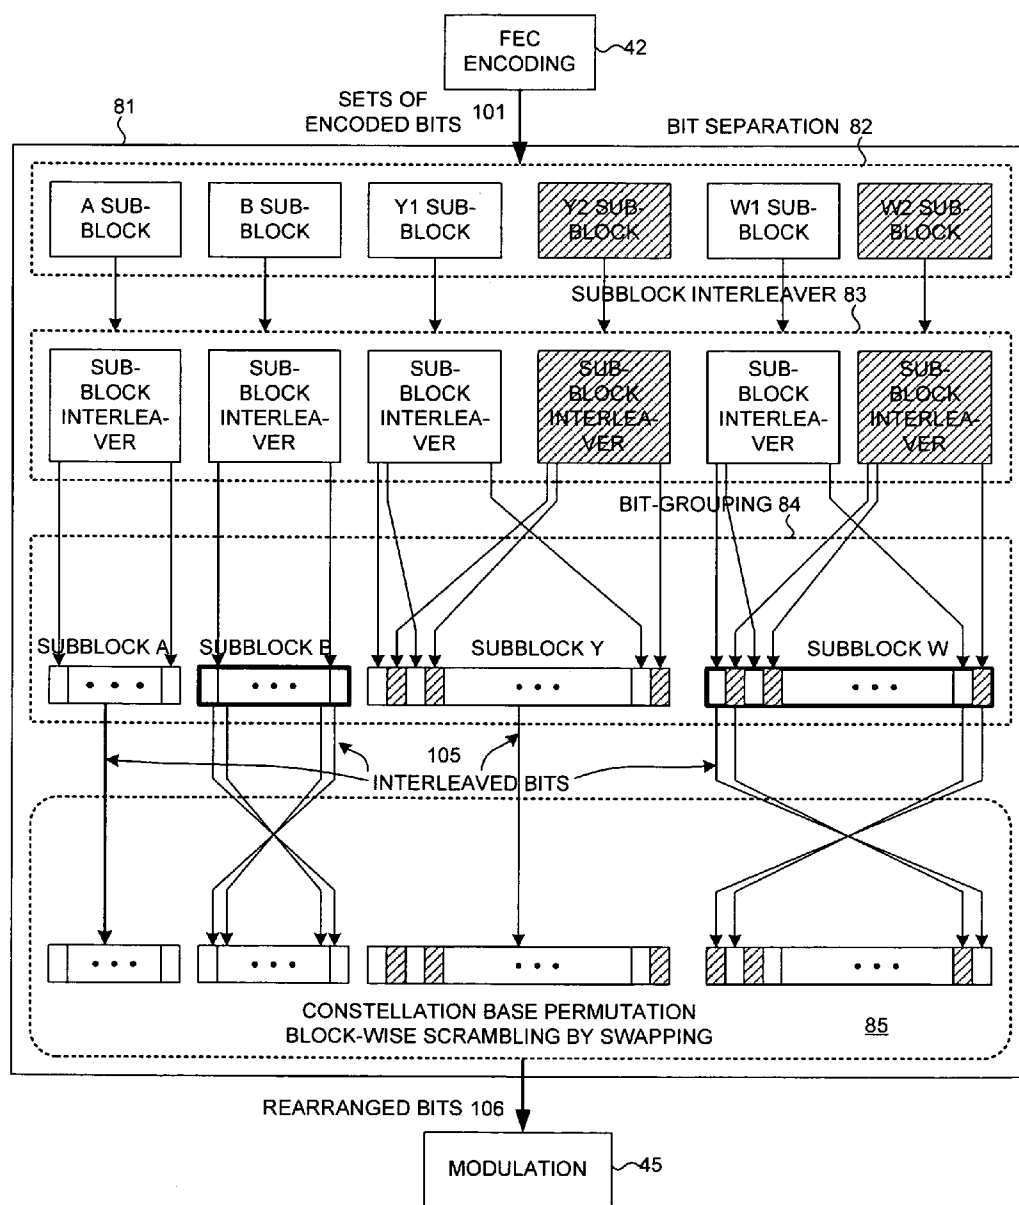 FEC
ENCODING
42
SETS OF
ENCODED BITS
101
81
BIT SEPARATION 82
A SUB-
BLOCK
B SUB-
BLOCK
Y1 SUB-
BLOCK
Y2 SUB-
BLOCK
W1 SUB-
BLOCK
W2 SUB-
BLOCK
SUBBLOCK INTERLEAVER 83
SUB-
BLOCK
INTERLEA-
VER
SUB-
BLOCK
INTERLEA-
VER
SUB-
BLOCK
INTERLEA-
VER
SUB-
BLOCK
INTERLEA-
VER
SUB-
BLOCK
INTERLEA-
VER
SUB-
BLOCK
INTERLEA-
VER
BIT-GROUPING 84
SUBBLOCK A
SUBBLOCK B
SUBBLOCK Y
SUBBLOCK W
105
INTERLEAVED BITS
CONSTELLATION BASE PERMUTATION
BLOCK-WISE SCRAMBLING BY SWAPPING
85
REARRANGED BITS 106
MODULATION
45